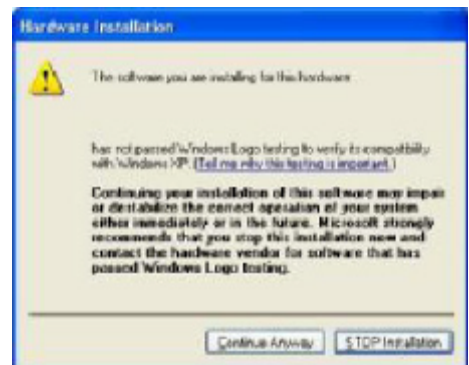 Hardware Installation
The software you are installing for this hardware
has not passed Windows Logo testing to verify its compatibility
with Windows XP. (Tell me why this testing is important.)
Continuing your installation of this software may impair
or destabilize the correct operation of your system
either immediately or in the future. Microsoft strongly
recommends that you stop this installation now and
contact the hardware vendor for software that has
passed Windows Logo testing.
Continue Anyway STOP Installation